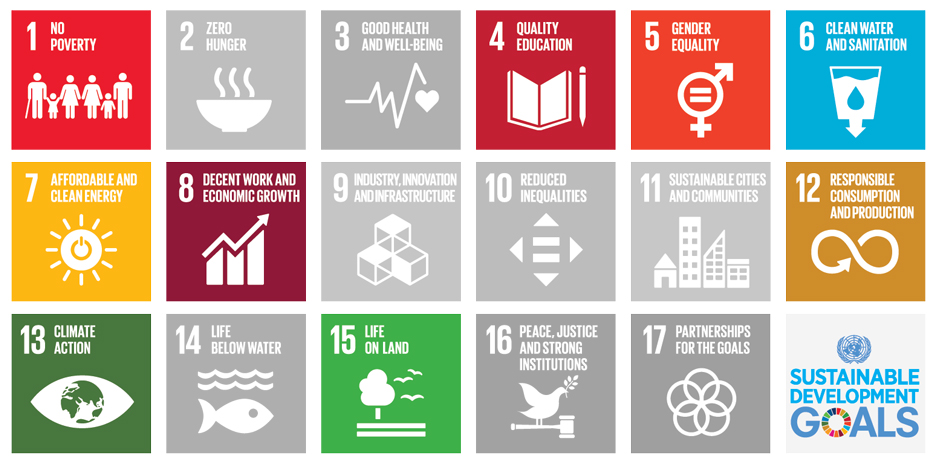 1 NO
POVERTY
2 ZERO
HUNGER
3 GOOD HEALTH
AND WELL-BEING
4 QUALITY
EDUCATION
5 GENDER
EQUALITY
6 CLEAN WATER
AND SANITATION
7 AFFORDABLE AND
CLEAN ENERGY
8 DECENT WORK AND
ECONOMIC GROWTH
9 INDUSTRY, INNOVATION
AND INFRASTRUCTURE
10 REDUCED
INEQUALITIES
11 SUSTAINABLE CITIES
AND COMMUNITIES
12 RESPONSIBLE
CONSUMPTION
AND PRODUCTION
13 CLIMATE
ACTION
14 LIFE
BELOW WATER
15 LIFE
ON LAND
16 PEACE, JUSTICE
AND STRONG
INSTITUTIONS
17 PARTNERSHIPS
FOR THE GOALS
SUSTAINABLE
DEVELOPMENT
GOALS